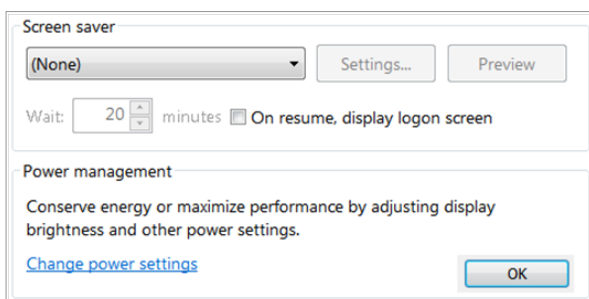 Screen saver
(None) Settings... Preview
Wait: 20 minutes On resume, display logon screen
Power management
Conserve energy or maximize performance by adjusting display
brightness and other power settings.
Change power settings
OK